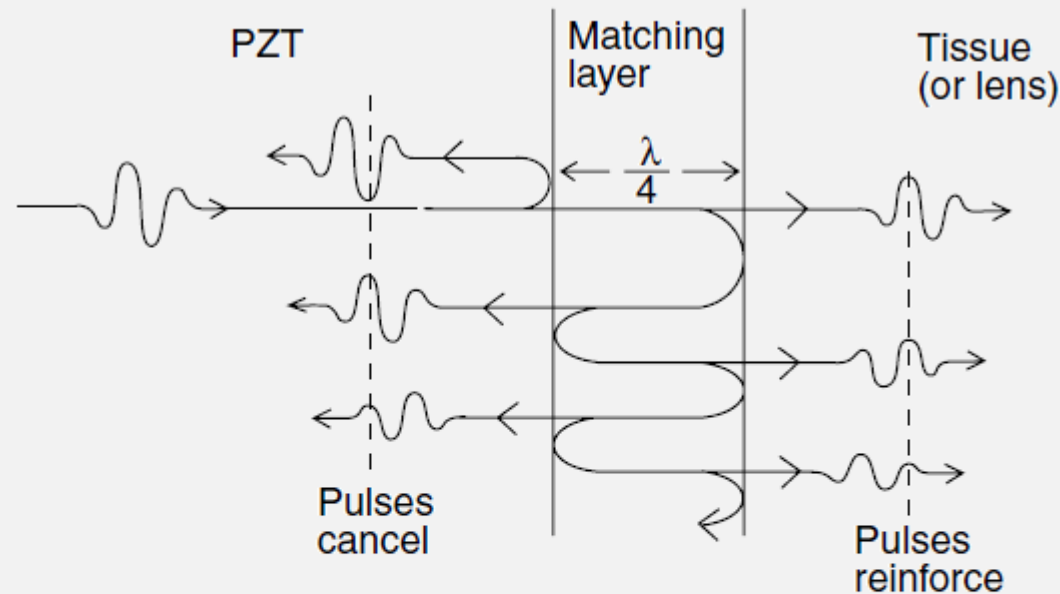 PZT
Matching
layer
Tissue
(or lens)
λ
4
Pulses
cancel
Pulses
reinforce